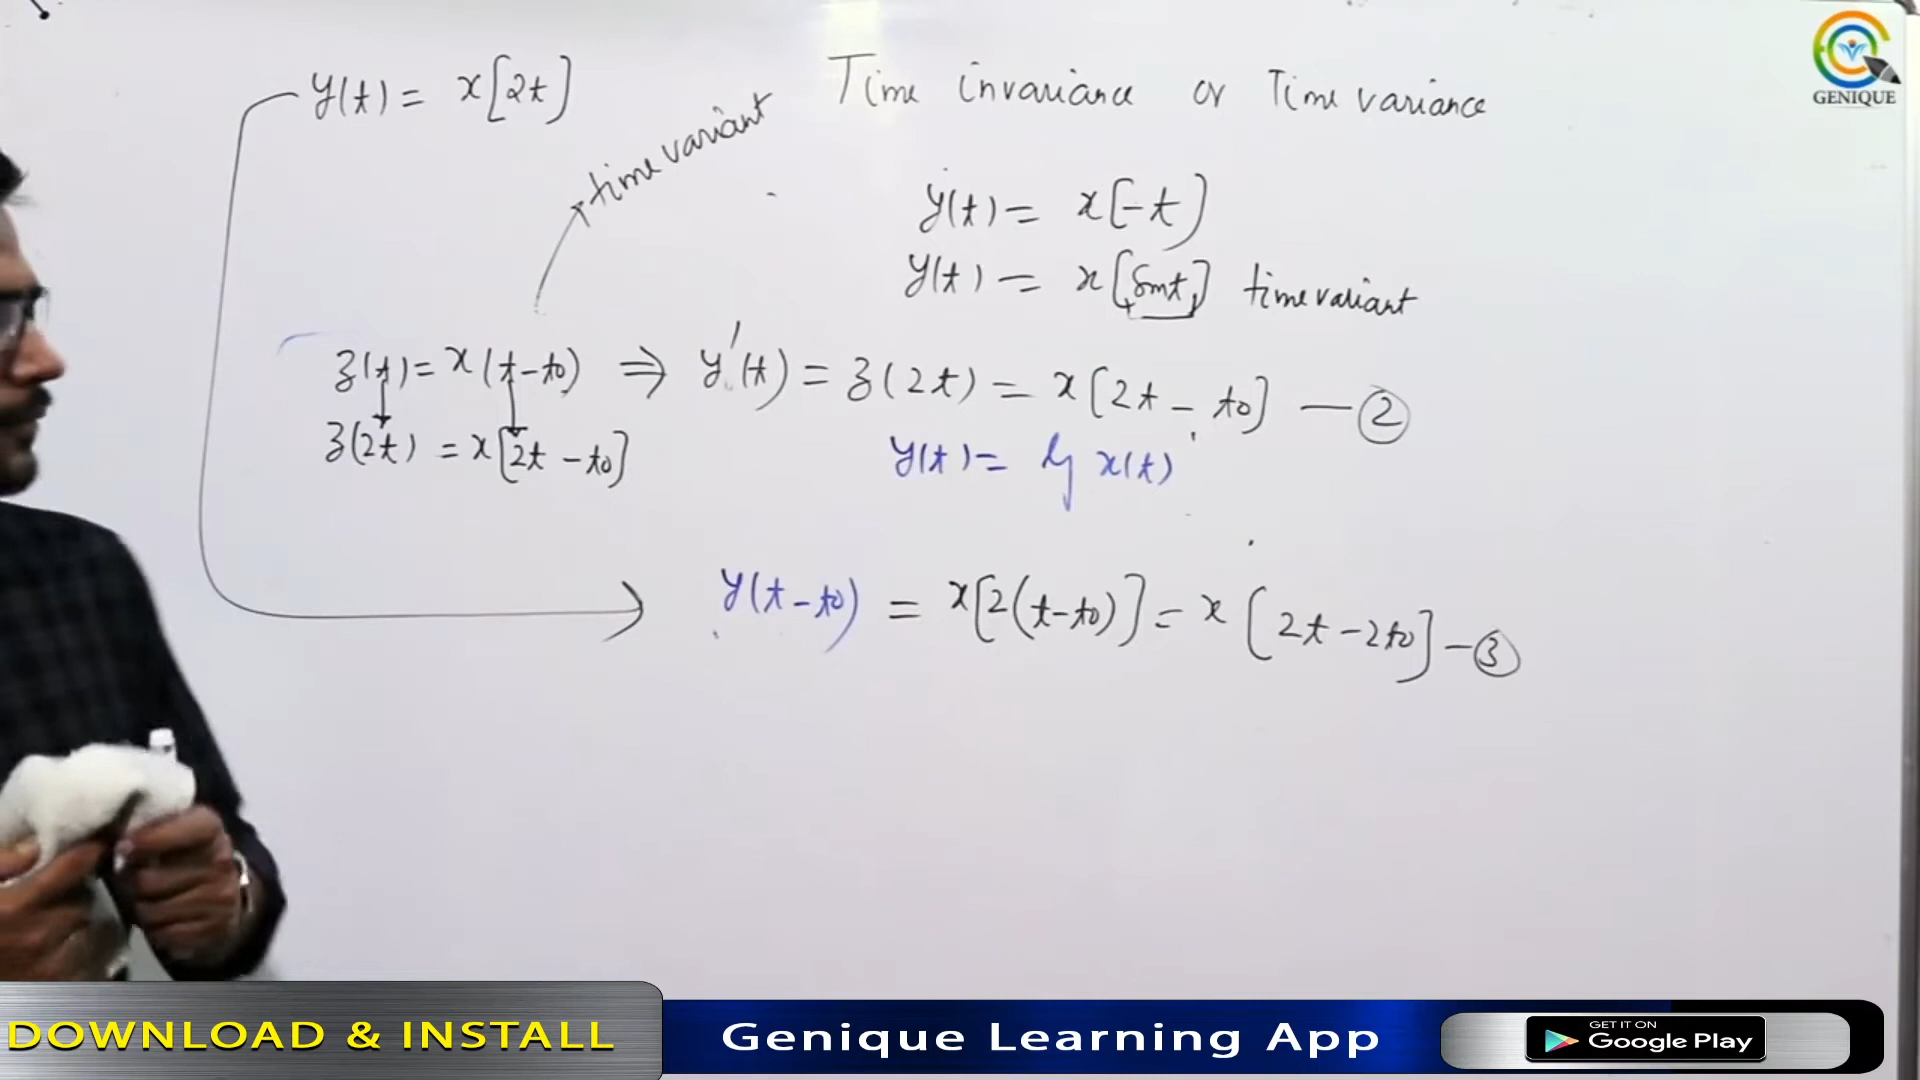 y(t) = x[2t]
Time invariance or Time variance
GENIQUE
time variant
y(t) = x[-t]
y(t) = x[sint] time variant
z(t) = x(t-t0) ⇒ y'(t) = z(2t) = x[2t - t0] — ②
z(2t) = x[2t - t0]
y(t) = x(t)
y(t-t0) = x[2(t-t0)] = x[2t-2t0] — ③
DOWNLOAD & INSTALL
Genique Learning App
GET IT ON
Google Play